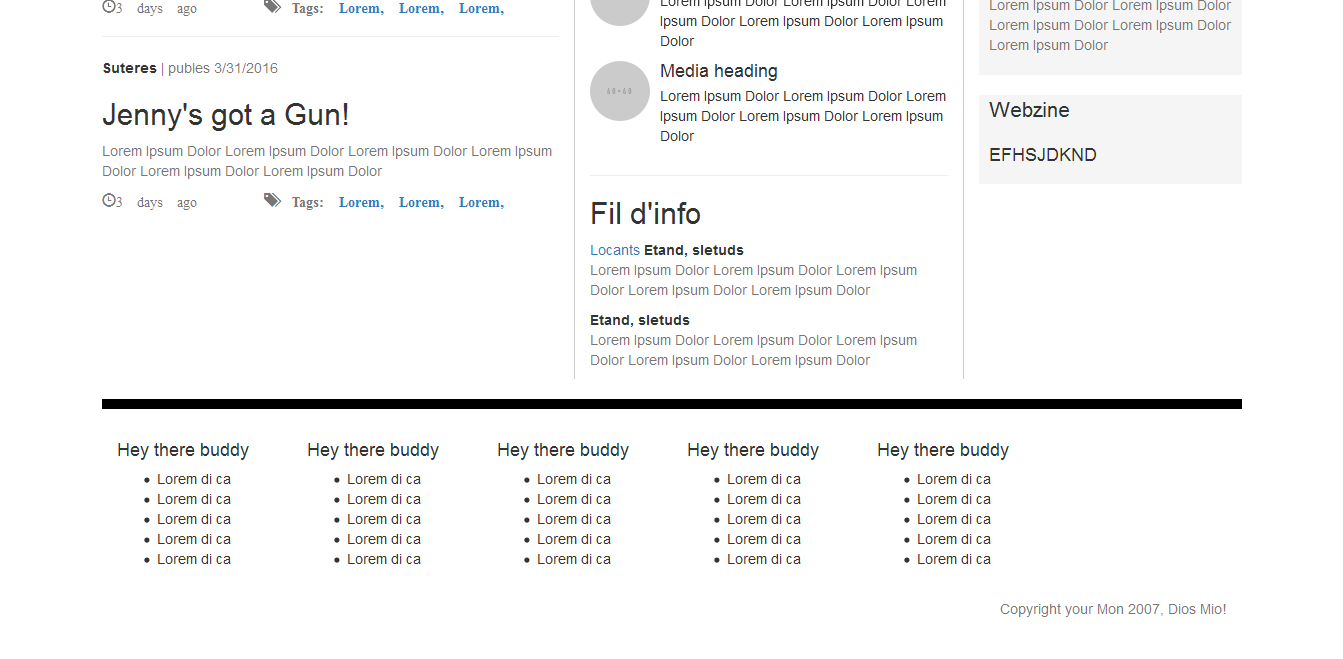 3 days ago Tags: Lorem, Lorem, Lorem,
Suteres | publes 3/31/2016
Jenny's got a Gun!
Lorem Ipsum Dolor Lorem Ipsum Dolor Lorem Ipsum Dolor Lorem Ipsum
Dolor Lorem Ipsum Dolor Lorem Ipsum Dolor
3 days ago Tags: Lorem, Lorem, Lorem,
Lorem Ipsum Dolor Lorem Ipsum Dolor Lorem
Ipsum Dolor Lorem Ipsum Dolor Lorem Ipsum
Dolor
60×60
Media heading
Lorem Ipsum Dolor Lorem Ipsum Dolor Lorem
Ipsum Dolor Lorem Ipsum Dolor Lorem Ipsum
Dolor
Fil d'info
Locants Etand, sletuds
Lorem Ipsum Dolor Lorem Ipsum Dolor Lorem Ipsum
Dolor Lorem Ipsum Dolor Lorem Ipsum Dolor
Etand, sletuds
Lorem Ipsum Dolor Lorem Ipsum Dolor Lorem Ipsum
Dolor Lorem Ipsum Dolor Lorem Ipsum Dolor
Lorem Ipsum Dolor Lorem Ipsum Dolor
Lorem Ipsum Dolor Lorem Ipsum Dolor
Lorem Ipsum Dolor
Webzine
EFHSJDKND
Hey there buddy
Lorem di ca
Lorem di ca
Lorem di ca
Lorem di ca
Lorem di ca
Hey there buddy
Lorem di ca
Lorem di ca
Lorem di ca
Lorem di ca
Lorem di ca
Hey there buddy
Lorem di ca
Lorem di ca
Lorem di ca
Lorem di ca
Lorem di ca
Hey there buddy
Lorem di ca
Lorem di ca
Lorem di ca
Lorem di ca
Lorem di ca
Hey there buddy
Lorem di ca
Lorem di ca
Lorem di ca
Lorem di ca
Lorem di ca
Copyright your Mon 2007, Dios Mio!